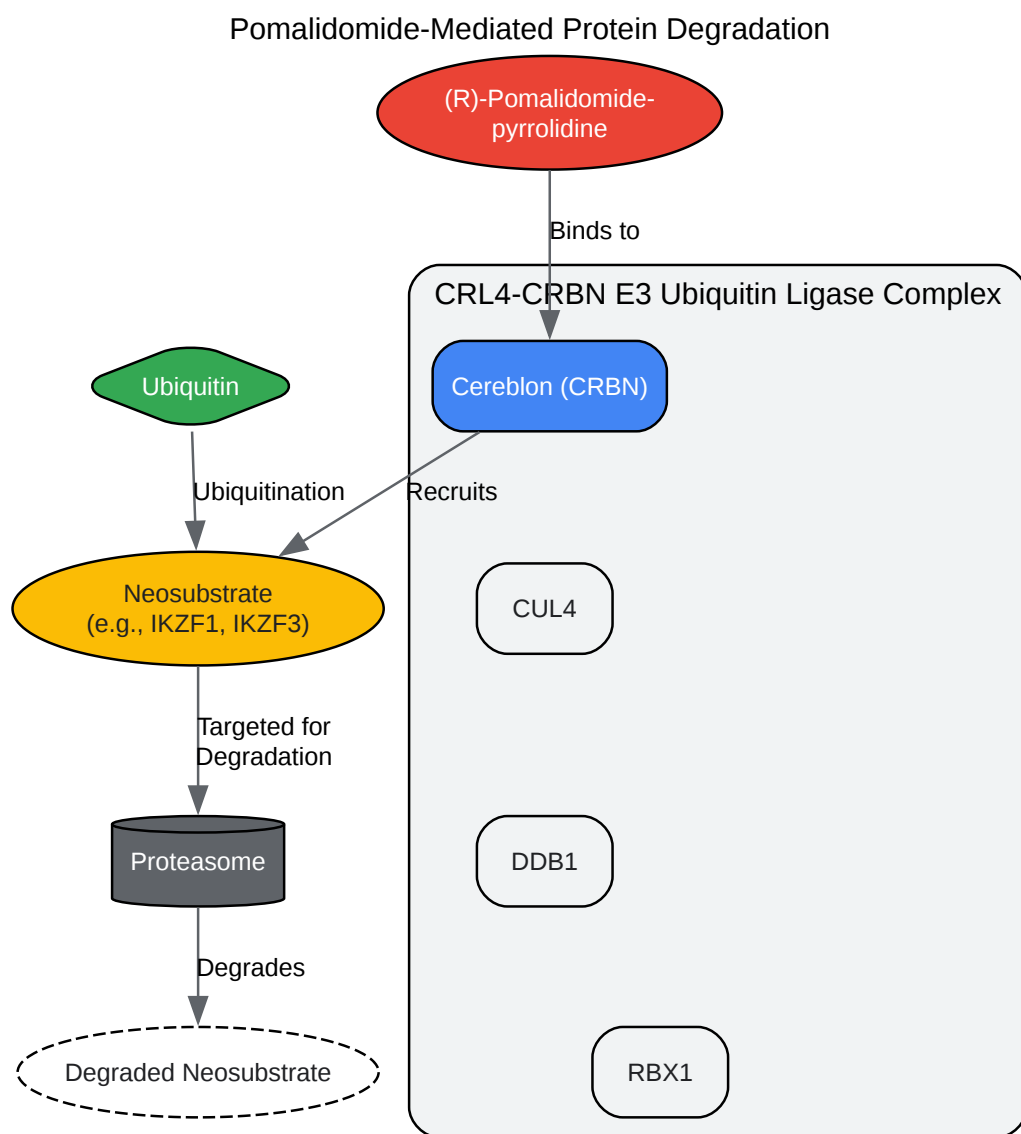 Pomalidomide-Mediated Protein Degradation
(R)-Pomalidomide-
pyrrolidine
Binds to
CRL4-CRBN E3 Ubiquitin Ligase Complex
Ubiquitin
Cereblon (CRBN)
Ubiquitination
Recruits
Neosubstrate
(e.g., IKZF1, IKZF3)
CUL4
Targeted for
Degradation
Proteasome
DDB1
Degrades
Degraded Neosubstrate
RBX1